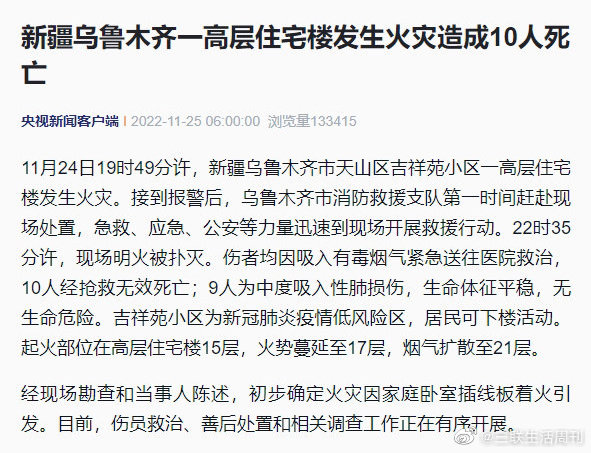 新疆乌鲁木齐一高层住宅楼发生火灾造成10人死
亡
央视新闻客户端 | 2022-11-25 06:00:00 浏览量133415
11月24日19时49分许，新疆乌鲁木齐市天山区吉祥苑小区一高层住宅
楼发生火灾。接到报警后，乌鲁木齐市消防救援支队第一时间赶赴现
场处置，急救、应急、公安等力量迅速到现场开展救援行动。22时35
分许，现场明火被扑灭。伤者均因吸入有毒烟气紧急送往医院救治，
10人经抢救无效死亡；9人为中度吸入性肺损伤，生命体征平稳，无
生命危险。吉祥苑小区为新冠肺炎疫情低风险区，居民可下楼活动。
起火部位在高层住宅楼15层，火势蔓延至17层，烟气扩散至21层。
经现场勘查和当事人陈述，初步确定火灾因家庭卧室插线板着火引
发。目前，伤员救治、善后处置和相关调查工作正在有序开展。
@三联生活周刊